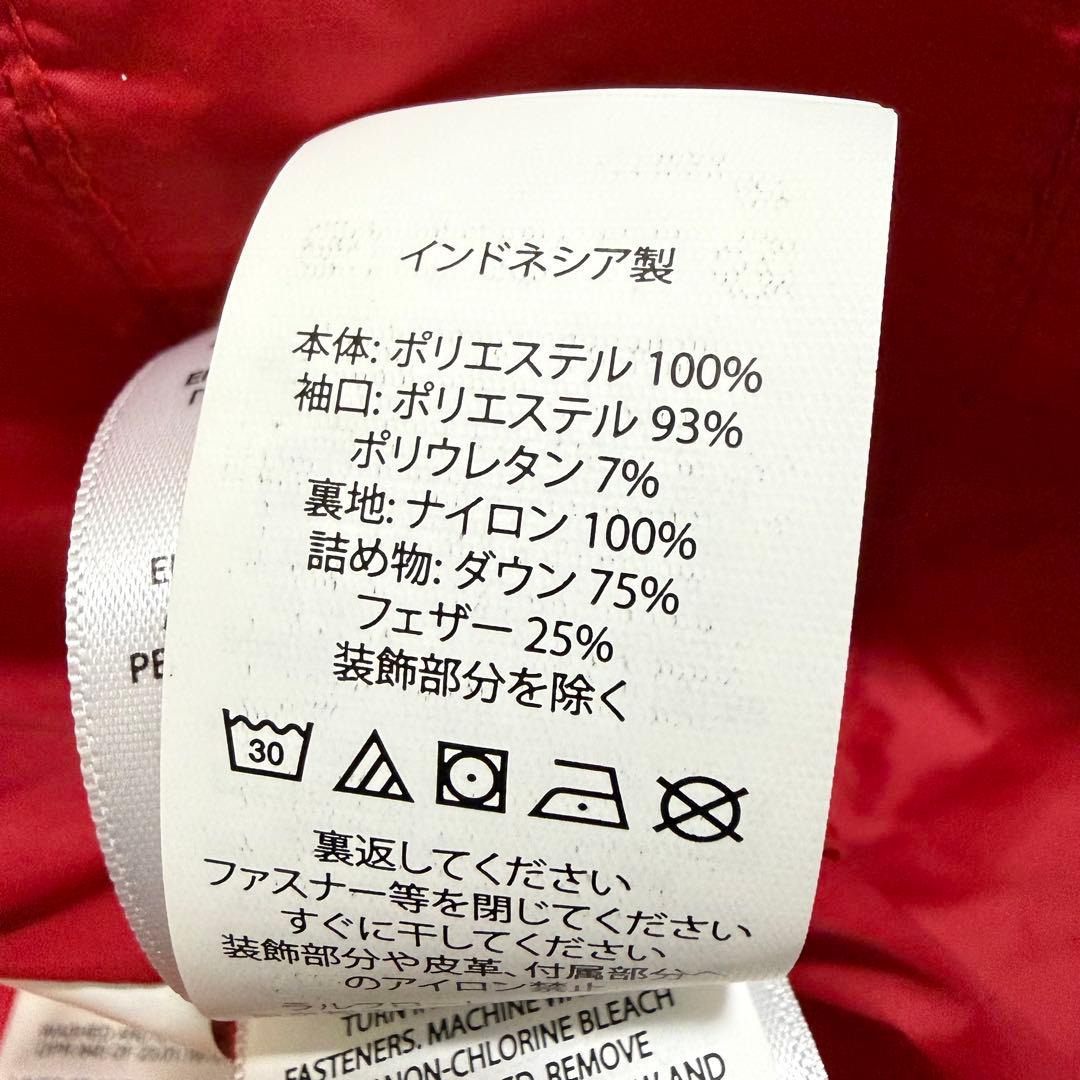 インドネシア製
本体: ポリエステル 100%
袖口: ポリエステル 93%
ポリウレタン 7%
裏地: ナイロン 100%
詰め物: ダウン 75%
フェザー 25%
装飾部分を除く
30
裏返してください
ファスナー等を閉じてください
すぐに干してください
装飾部分や皮革、付属部分へ
のアイロン禁止
TURN
FASTENERS. MACHINE
NON-CHLORINE BLEACH
REMOVE
AND